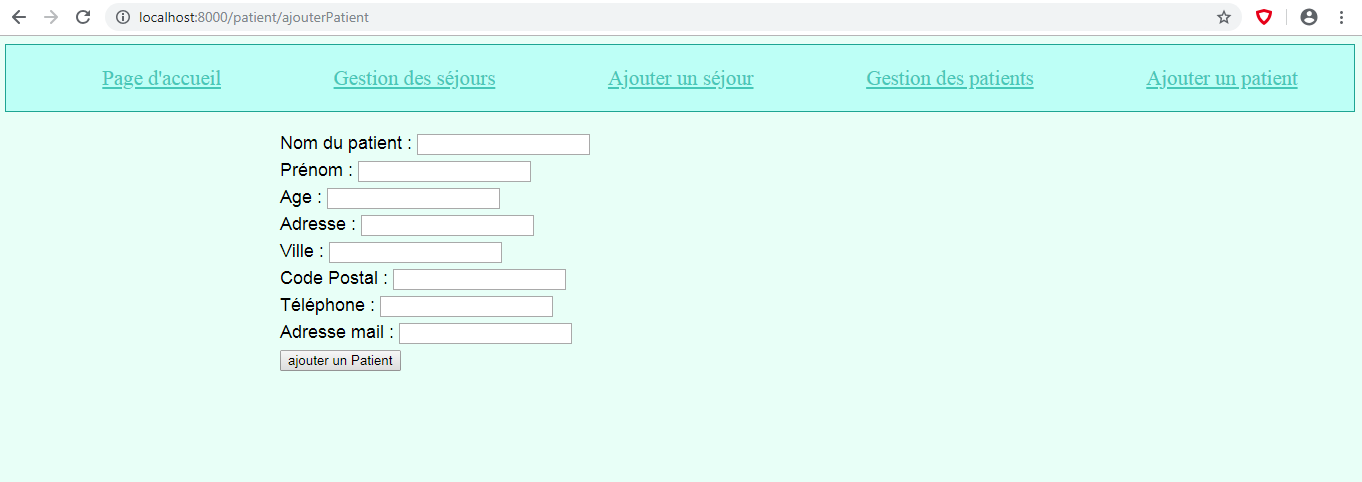 localhost:8000/patient/ajouterPatient
Page d'accueil Gestion des séjours Ajouter un séjour Gestion des patients Ajouter un patient
Nom du patient :
Prénom :
Age :
Adresse :
Ville :
Code Postal :
Téléphone :
Adresse mail :
ajouter un Patient